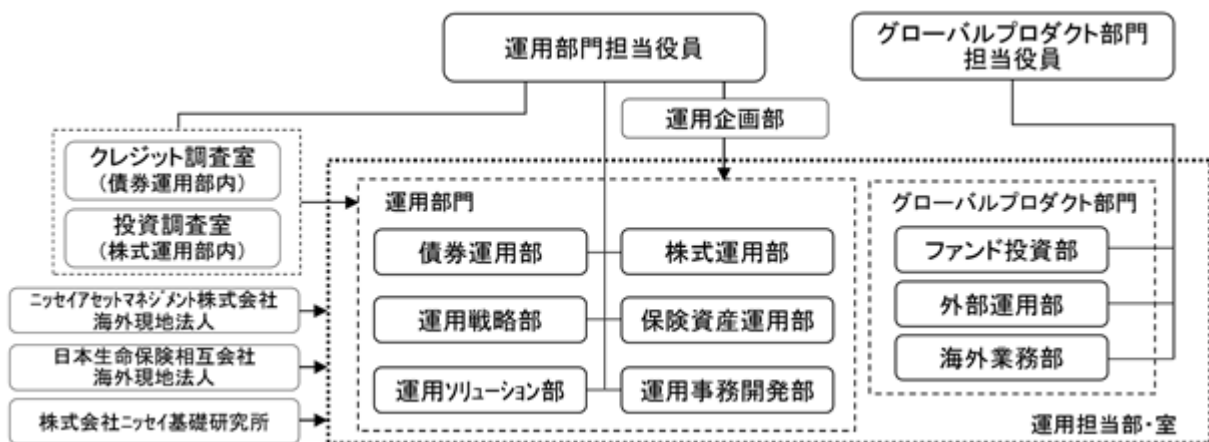 運用部門担当役員
グローバルプロダクト部門
担当役員
運用企画部
クレジット調査室
(債券運用部内)
投資調査室
(株式運用部内)
運用部門
債券運用部
株式運用部
運用戦略部
保険資産運用部
運用ソリューション部
運用事務開発部
グローバルプロダクト部門
ファンド投資部
外部運用部
海外業務部
ニッセイアセットマネジメント株式会社
海外現地法人
日本生命保険相互会社
海外現地法人
株式会社ニッセイ基礎研究所
運用担当部・室